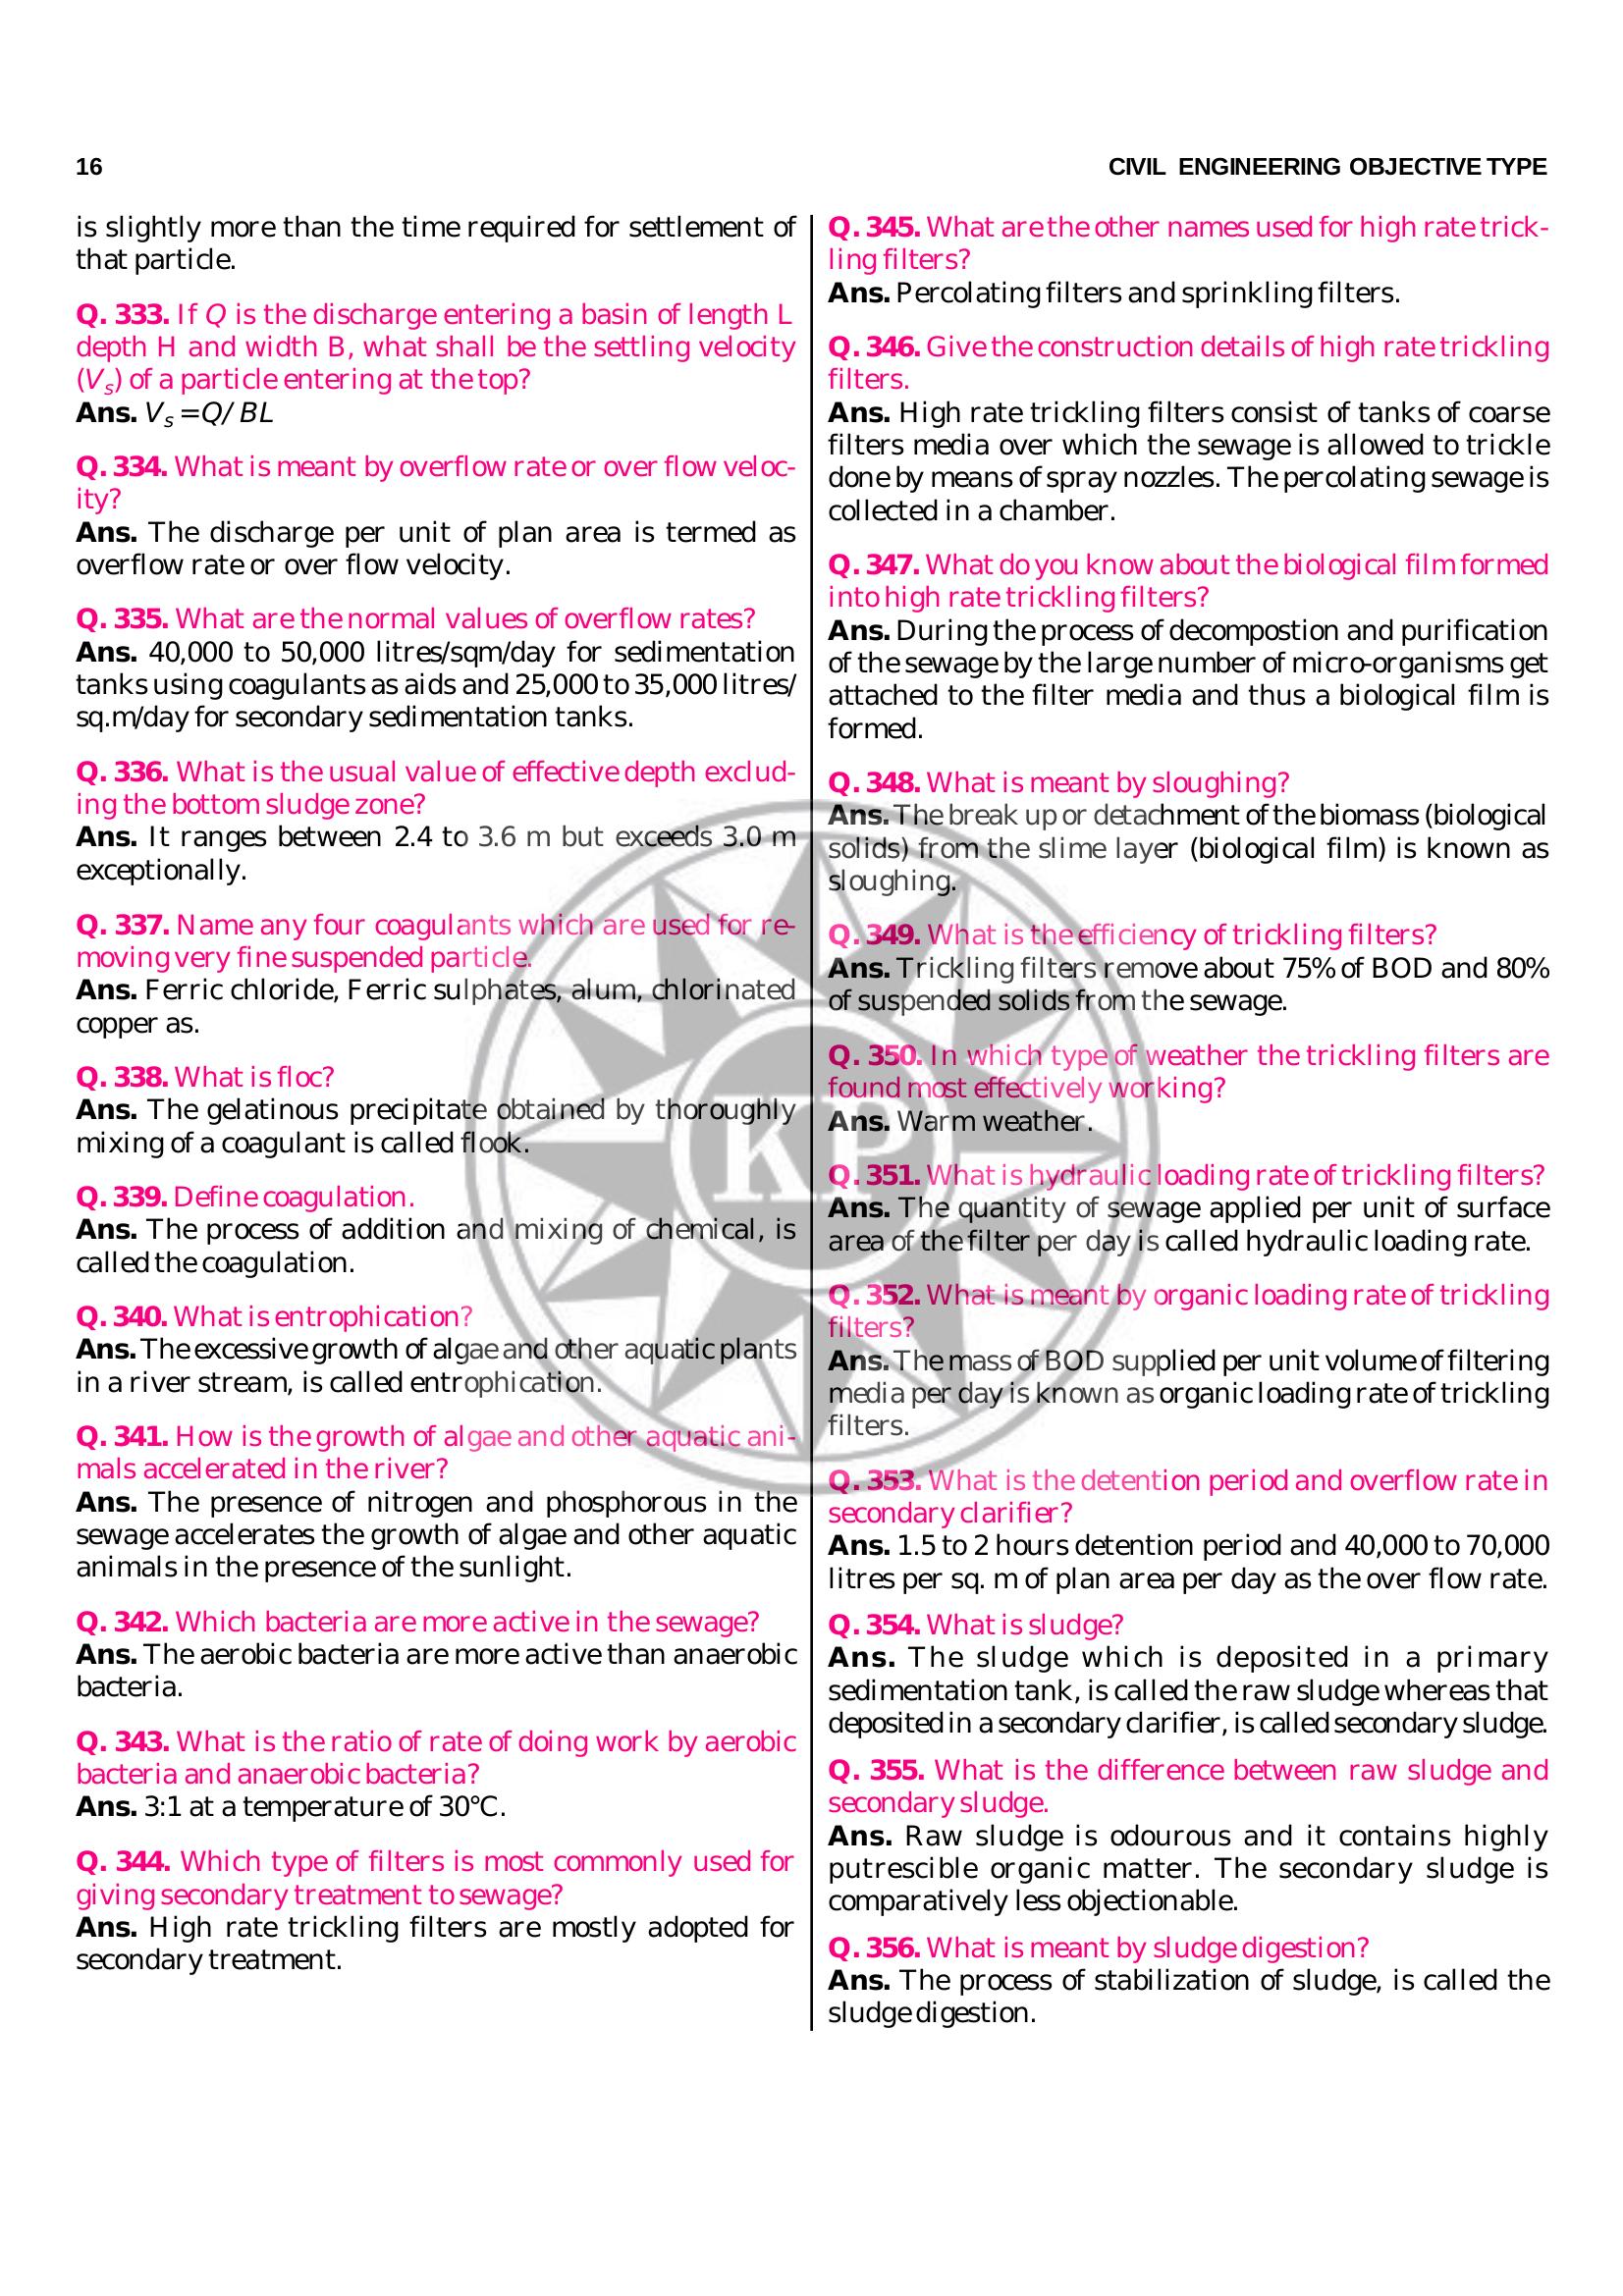 16
CIVIL ENGINEERING OBJECTIVE TYPE
is slightly more than the time required for settlement of
that particle.
Q. 333. If Q is the discharge entering a basin of length L
depth H and width B, what shall be the settling velocity
(Vs) of a particle entering at the top?
Ans. Vs = Q/ BL
Q. 334. What is meant by overflow rate or over flow veloc-
ity?
Ans. The discharge per unit of plan area is termed as
overflow rate or over flow velocity.
Q. 335. What are the normal values of overflow rates?
Ans. 40,000 to 50,000 litres/sqm/day for sedimentation
tanks using coagulants as aids and 25,000 to 35,000 litres/
sq.m/day for secondary sedimentation tanks.
Q. 336. What is the usual value of effective depth exclud-
ing the bottom sludge zone?
Ans. It ranges between 2.4 to 3.6 m but exceeds 3.0 m
exceptionally.
Q. 337. Name any four coagulants which are used for re-
moving very fine suspended particle.
Ans. Ferric chloride, Ferric sulphates, alum, chlorinated
copper as.
Q. 338. What is floc?
Ans. The gelatinous precipitate obtained by thoroughly
mixing of a coagulant is called flook.
Q. 339. Define coagulation.
Ans. The process of addition and mixing of chemical, is
called the coagulation.
Q. 340. What is entrophication?
Ans. The excessive growth of algae and other aquatic plants
in a river stream, is called entrophication.
Q. 341. How is the growth of algae and other aquatic ani-
mals accelerated in the river?
Ans. The presence of nitrogen and phosphorous in the
sewage accelerates the growth of algae and other aquatic
animals in the presence of the sunlight.
Q. 342. Which bacteria are more active in the sewage?
Ans. The aerobic bacteria are more active than anaerobic
bacteria.
Q. 343. What is the ratio of rate of doing work by aerobic
bacteria and anaerobic bacteria?
Ans. 3:1 at a temperature of 30°C.
Q. 344. Which type of filters is most commonly used for
giving secondary treatment to sewage?
Ans. High rate trickling filters are mostly adopted for
secondary treatment.
Q. 345. What are the other names used for high rate trick-
ling filters?
Ans. Percolating filters and sprinkling filters.
Q. 346. Give the construction details of high rate trickling
filters.
Ans. High rate trickling filters consist of tanks of coarse
filters media over which the sewage is allowed to trickle
done by means of spray nozzles. The percolating sewage is
collected in a chamber.
Q. 347. What do you know about the biological film formed
into high rate trickling filters?
Ans. During the process of decompostion and purification
of the sewage by the large number of micro-organisms get
attached to the filter media and thus a biological film is
formed.
Q. 348. What is meant by sloughing?
Ans. The break up or detachment of the biomass (biological
solids) from the slime layer (biological film) is known as
sloughing.
Q. 349. What is the efficiency of trickling filters?
Ans. Trickling filters remove about 75% of BOD and 80%
of suspended solids from the sewage.
Q. 350. In which type of weather the trickling filters are
found most effectively working?
Ans. Warm weather.
Q. 351. What is hydraulic loading rate of trickling filters?
Ans. The quantity of sewage applied per unit of surface
area of the filter per day is called hydraulic loading rate.
Q. 352. What is meant by organic loading rate of trickling
filters?
Ans. The mass of BOD supplied per unit volume of filtering
media per day is known as organic loading rate of trickling
filters.
Q. 353. What is the detention period and overflow rate in
secondary clarifier?
Ans. 1.5 to 2 hours detention period and 40,000 to 70,000
litres per sq. m of plan area per day as the over flow rate.
Q. 354. What is sludge?
Ans. The sludge which is deposited in a primary
sedimentation tank, is called the raw sludge whereas that
deposited in a secondary clarifier, is called secondary sludge.
Q. 355. What is the difference between raw sludge and
secondary sludge.
Ans. Raw sludge is odourous and it contains highly
putrescible organic matter. The secondary sludge is
comparatively less objectionable.
Q. 356. What is meant by sludge digestion?
Ans. The process of stabilization of sludge, is called the
sludge digestion.
KP